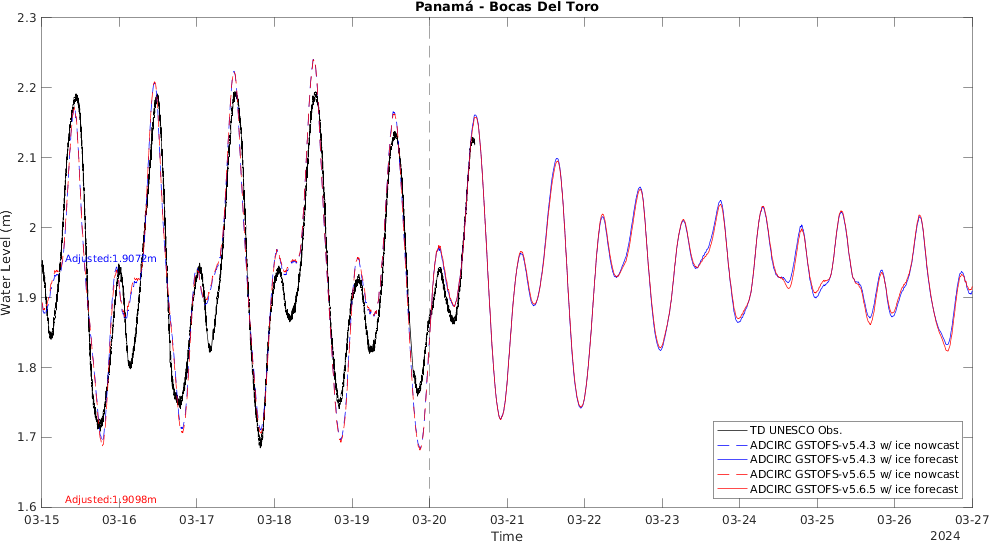 Panamá - Bocas Del Toro
Water Level (m)
2.3
2.2
2.1
2
1.9
1.8
1.7
1.6
Adjusted:1.9072m
Adjusted:1.9098m
TD UNESCO Obs.
ADCIRC GSTOFS-v5.4.3 w/ ice nowcast
ADCIRC GSTOFS-v5.4.3 w/ ice forecast
ADCIRC GSTOFS-v5.6.5 w/ ice nowcast
ADCIRC GSTOFS-v5.6.5 w/ ice forecast
03-15 03-16 03-17 03-18 03-19 03-20 03-21 03-22 03-23 03-24 03-25 03-26 03-27
Time
2024